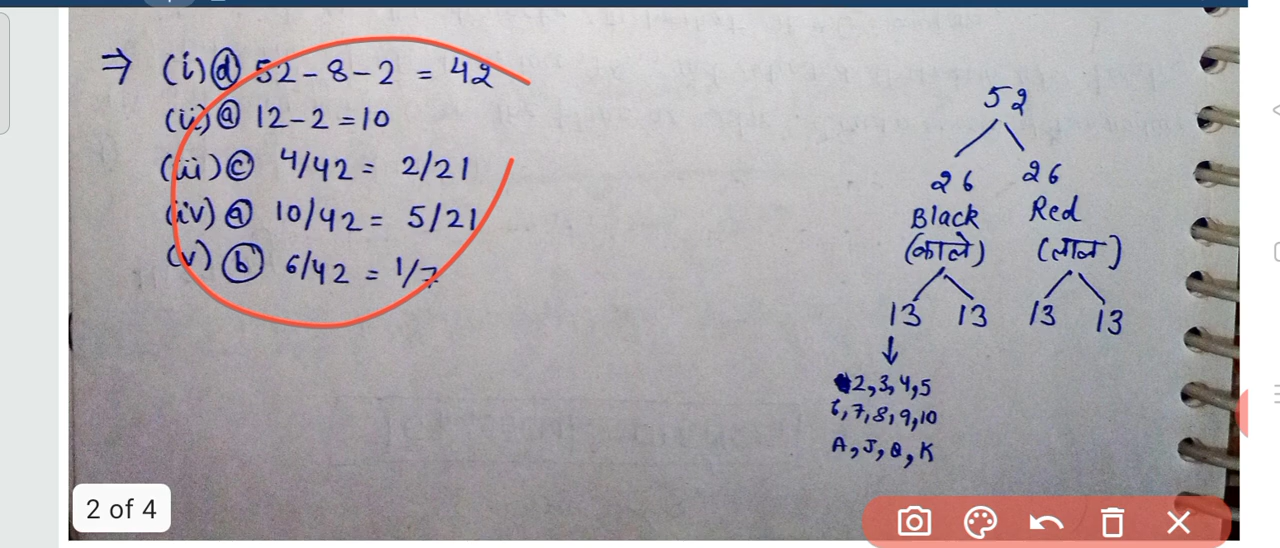 ⇒ (i) ⓓ 52 - 8 - 2 = 42
(ii) ⓐ 12 - 2 = 10
(iii) ⓒ 4/42 = 2/21
(iv) ⓐ 10/42 = 5/21
(v) ⓑ 6/42 = 1/7
52
26 26
Black Red
(काले) (लाल)
13 13 13 13
2,3,4,5
6,7,8,9,10
A, J, Q, K
2 of 4